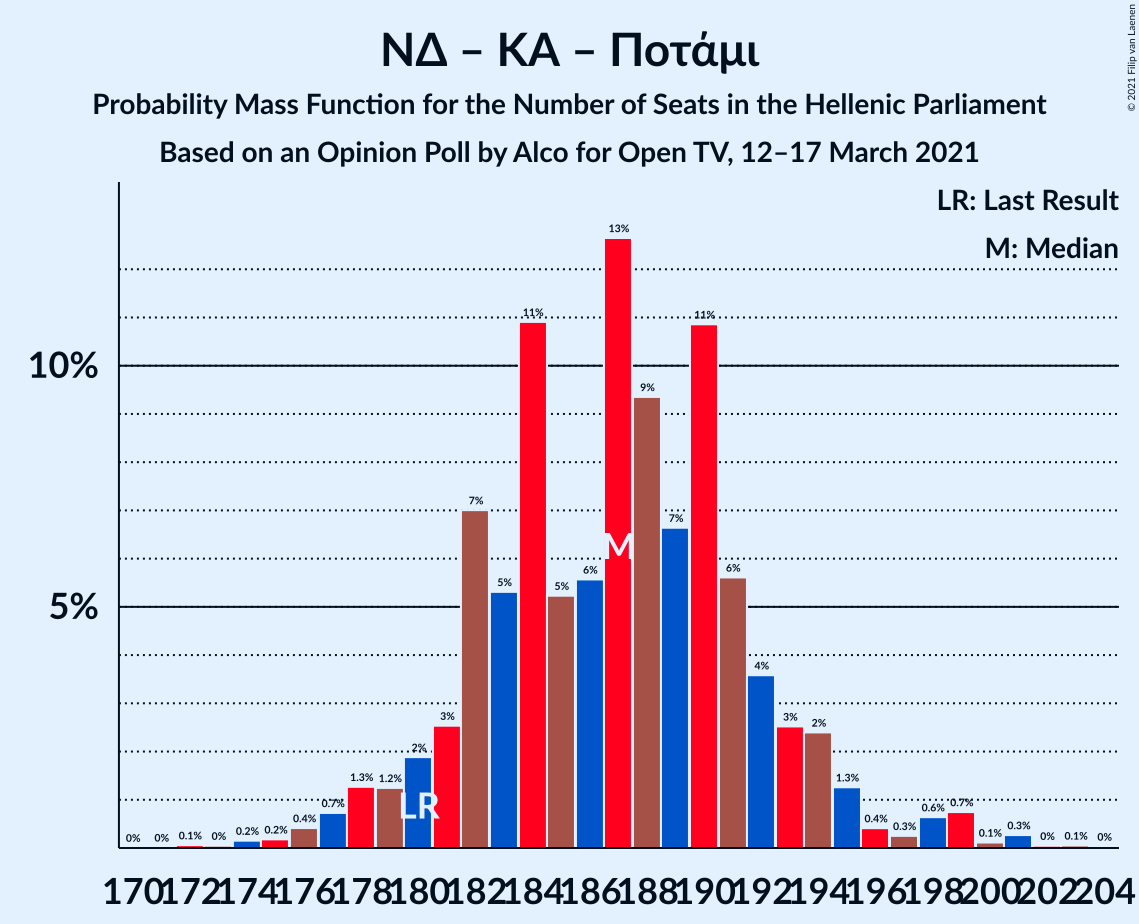 ΝΔ – ΚΑ – Ποτάμι
Probability Mass Function for the Number of Seats in the Hellenic Parliament
Based on an Opinion Poll by Alco for Open TV, 12–17 March 2021
© 2021 Filip van Laenen
LR: Last Result
M: Median
10%
5%
0% 0% 0.1% 0% 0.2% 0.2% 0.4% 0.7% 1.3% 1.2% 2% 3% 7% 5% 11% 5% 6% 13% 9% 7% 11% 6% 4% 3% 2% 1.3% 0.4% 0.3% 0.6% 0.7% 0.1% 0.3% 0% 0.1% 0%
M
LR
170 172 174 176 178 180 182 184 186 188 190 192 194 196 198 200 202 204